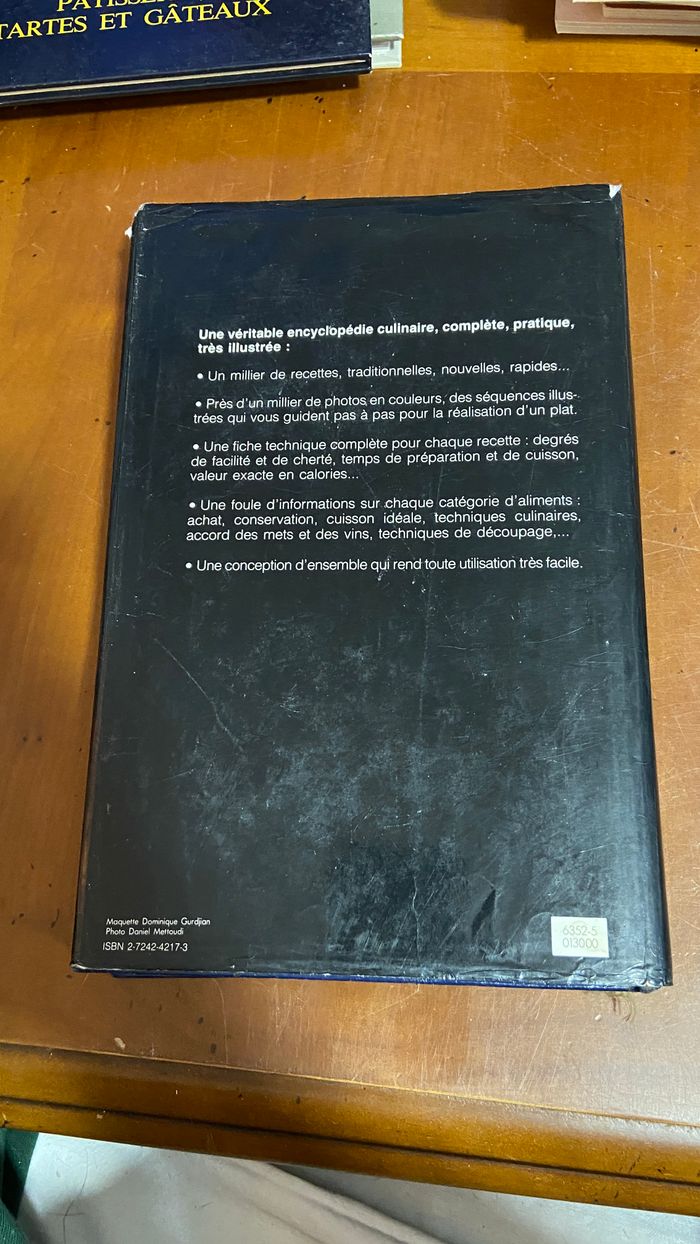 TARTES ET GÂTEAUX
Une véritable encyclopédie culinaire, complète, pratique,
très illustrée :
• Un millier de recettes, traditionnelles, nouvelles, rapides...
• Près d'un millier de photos en couleurs, des séquences illus-
trées qui vous guident pas à pas pour la réalisation d'un plat.
• Une fiche technique complète pour chaque recette : degrés
de facilité et de cherté, temps de préparation et de cuisson,
valeur exacte en calories...
• Une foule d'informations sur chaque catégorie d'aliments :
achat, conservation, cuisson idéale, techniques culinaires,
accord des mets et des vins, techniques de découpage,...
• Une conception d'ensemble qui rend toute utilisation très facile.
Maquette Dominique Gurdjian
Photo Daniel Mettoudi
ISBN 2-7242-4217-3
6352-5
013000